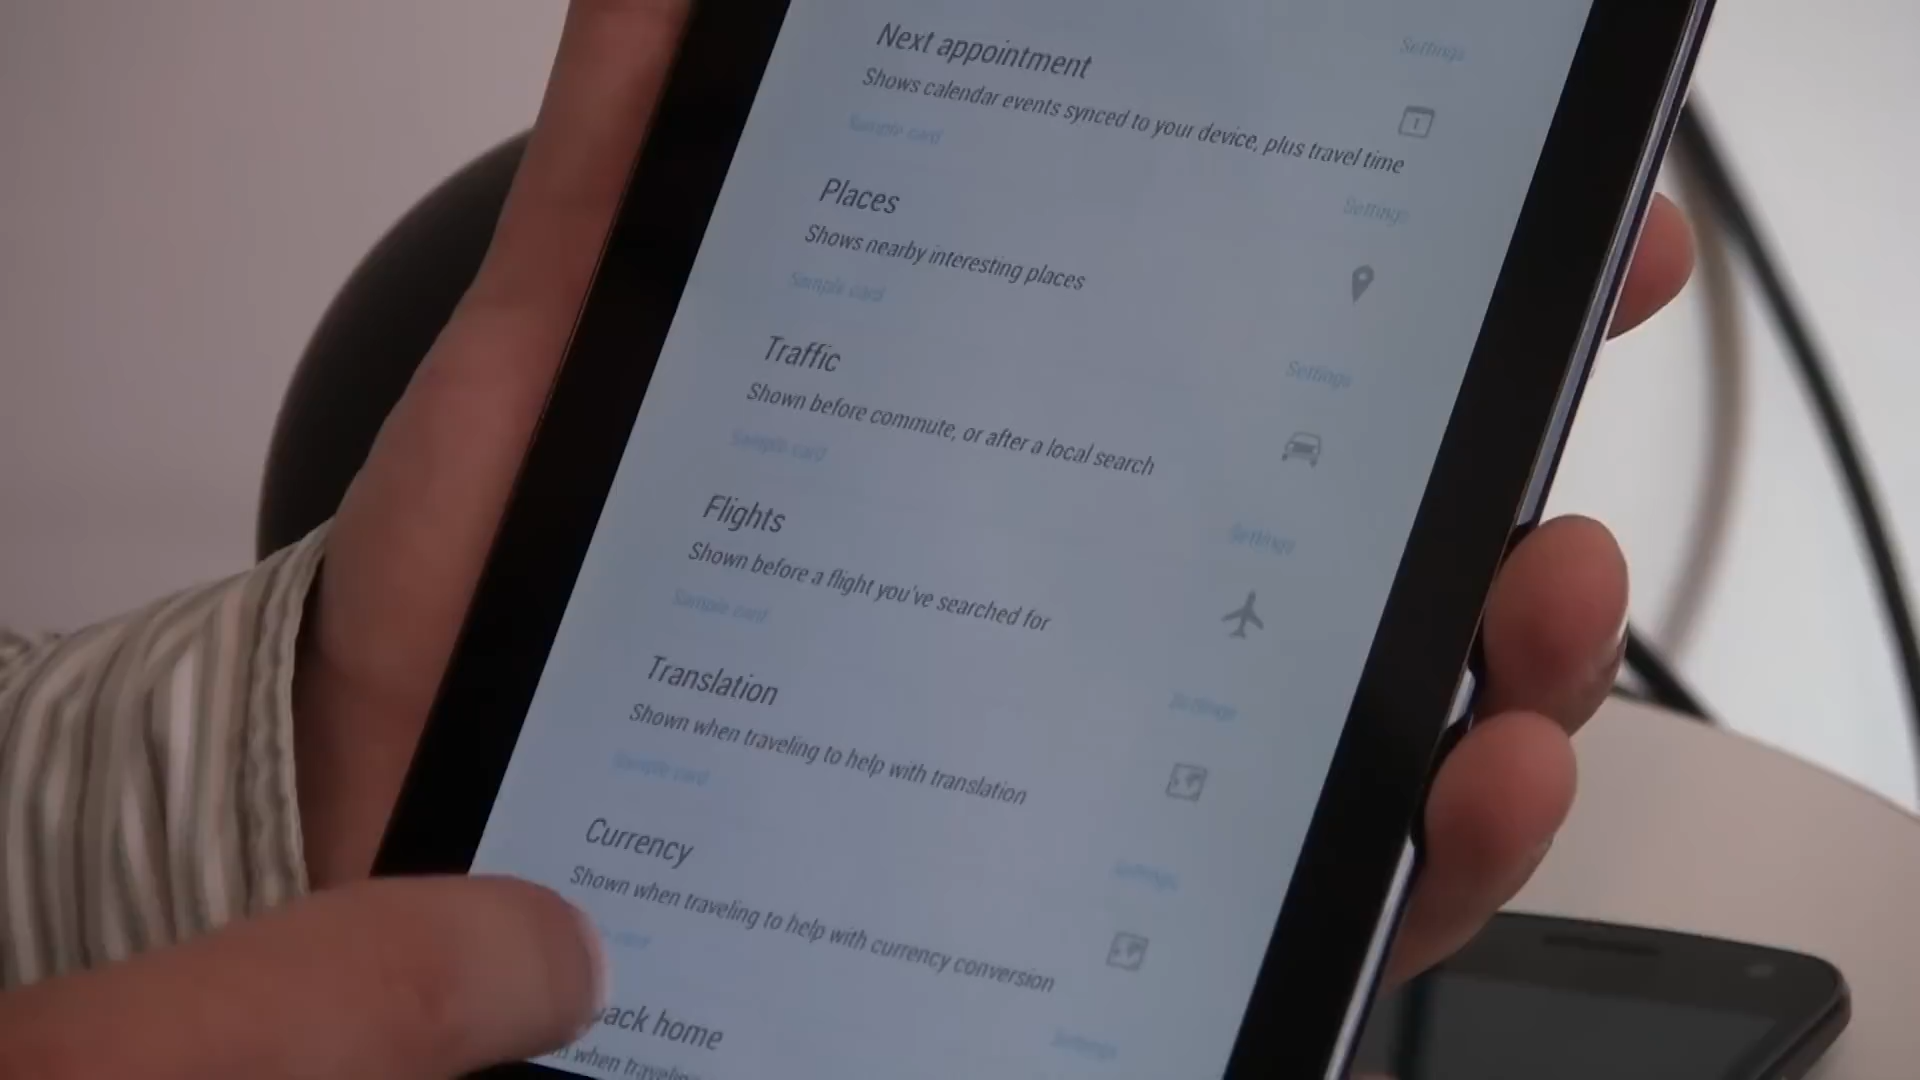 Settings
Next appointment
Shows calendar events synced to your device, plus travel time
Sample card
Settings
Places
Shows nearby interesting places
Sample card
Settings
Traffic
Shown before commute, or after a local search
Sample card
Settings
Flights
Shown before a flight you've searched for
Sample card
Settings
Translation
Shown when traveling to help with translation
Sample card
Settings
Currency
Shown when traveling to help with currency conversion
card
Settings
back home
when traveling